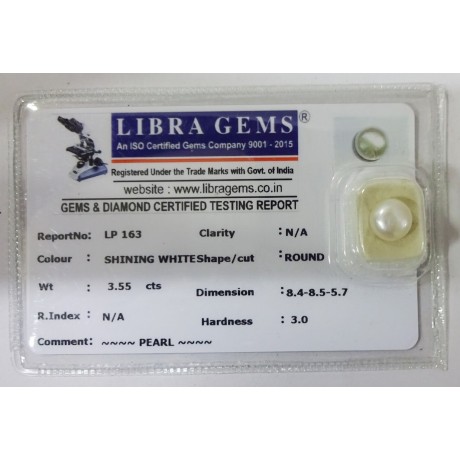 LIBRA GEMS ®
An ISO Certified Gems Company 9001 - 2015
Registered Under the Trade Marks with Govt. of India
website : www.libragems.co.in
GEMS & DIAMOND CERTIFIED TESTING REPORT
ReportNo: LP 163 Clarity : N/A
Colour : SHINING WHITE Shape/cut : ROUND
Wt : 3.55 cts Dimension : 8.4-8.5-5.7
R.Index : N/A Hardness : 3.0
Comment: ~~~~ PEARL ~~~~